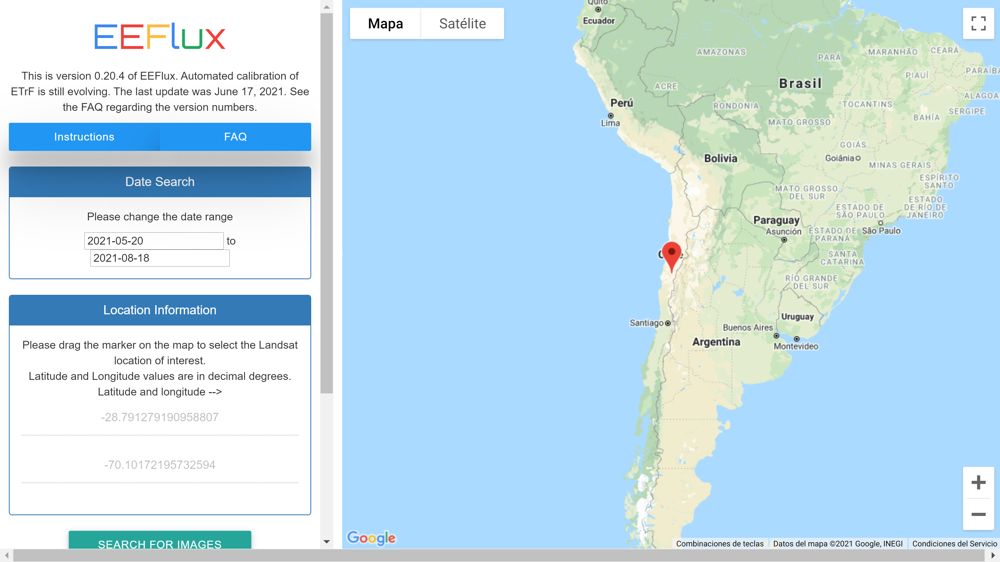 EEFlux
This is version 0.20.4 of EEFlux. Automated calibration of
ETrF is still evolving. The last update was June 17, 2021. See
the FAQ regarding the version numbers.
Instructions
FAQ
Date Search
Please change the date range
2021-05-20 to
2021-08-18
Location Information
Please drag the marker on the map to select the Landsat
location of interest.
Latitude and Longitude values are in decimal degrees.
Latitude and longitude -->
-28.791279190958807
-70.10172195732594
SEARCH FOR IMAGES
Mapa
Satélite
Quito
Ecuador
AMAZONAS
PARÁ
MARANHÃO
CEARÁ
PIAUÍ
PARAÍBA
Brasil
ACRE
ALAGOA
Perú
RONDONIA
TOCANTINS
SERGIPE
BAHÍA
Lima
MATO GROSSO
GOIÁS
Bolivia
Goiânia
MINAS GERAIS
ESPÍRITO
SANTO
MATO GROSSO
DEL SUR
ESTADO
DE RÍO DE
JANEIRO
ESTADO DE
SÃO PAULO
Paraguay
Asunción
ESTADO DE
PARANÁ
São Paulo
SANTA
CATARINA
RÍO GRANDE
DEL SUR
Santiago
Uruguay
Buenos Aires
Argentina
Montevideo
Google
Combinaciones de teclas
Datos del mapa ©2021 Google, INEGI
Condiciones del Servicio